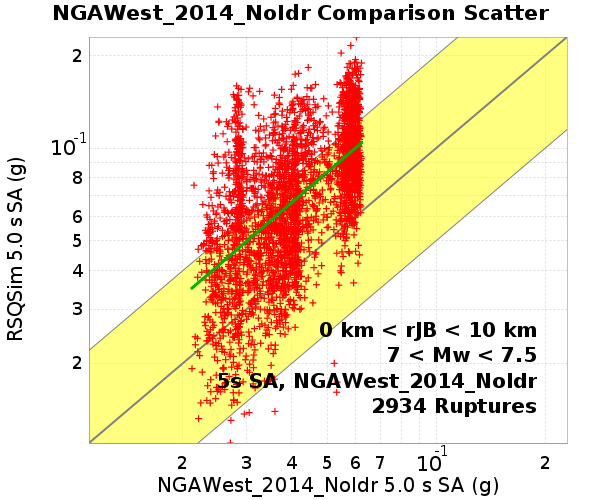 NGAWest_2014_NoIdr Comparison Scatter
RSQSim 5.0 s SA (g)
2
10-1
8
6
5
4
3
2
0 km < rJB < 10 km
7 < Mw < 7.5
5s SA, NGAWest_2014_NoIdr
2934 Ruptures
2 3 4 5 6 7 10-1 2
NGAWest_2014_NoIdr 5.0 s SA (g)